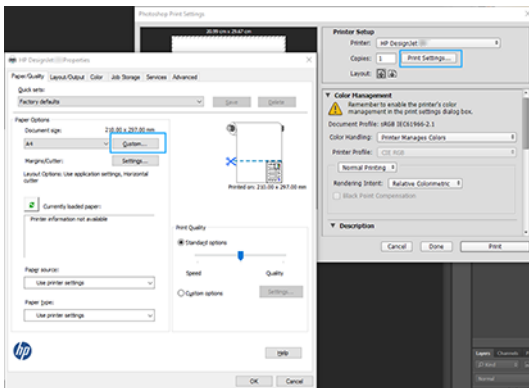 Photoshop Print Settings
20.99 cm x 29.67 cm
Printer Setup
Printer: HP DesignJet
Copies: 1 Print Settings...
Layout:
Color Management
Remember to enable the printer's color
management in the print settings dialog box.
Document Profile: sRGB IEC61966-2.1
Color Handling: Printer Manages Colors
Printer Profile: CIE RGB
Normal Printing
Rendering Intent: Relative Colorimetric
Black Point Compensation
Description
Cancel Done Print
Layers Channels
Normal
HP DesignJet Properties
Paper/Quality Layout/Output Color Job Storage Services Advanced
Quick sets:
Factory defaults Save Delete
Paper Options
Document size: 210.00 x 297.00 mm
A4 Custom...
Margins/Cutter: Settings...
Layout Options: Use application settings, Horizontal
cutter
Printed on: 210.00 x 297.00 mm
Currently loaded paper:
Printer information not available
Print Quality
Standard options
Speed Quality
Custom options Settings...
Paper source:
Use printer settings
Paper type:
Use printer settings
hp
Help
OK Cancel